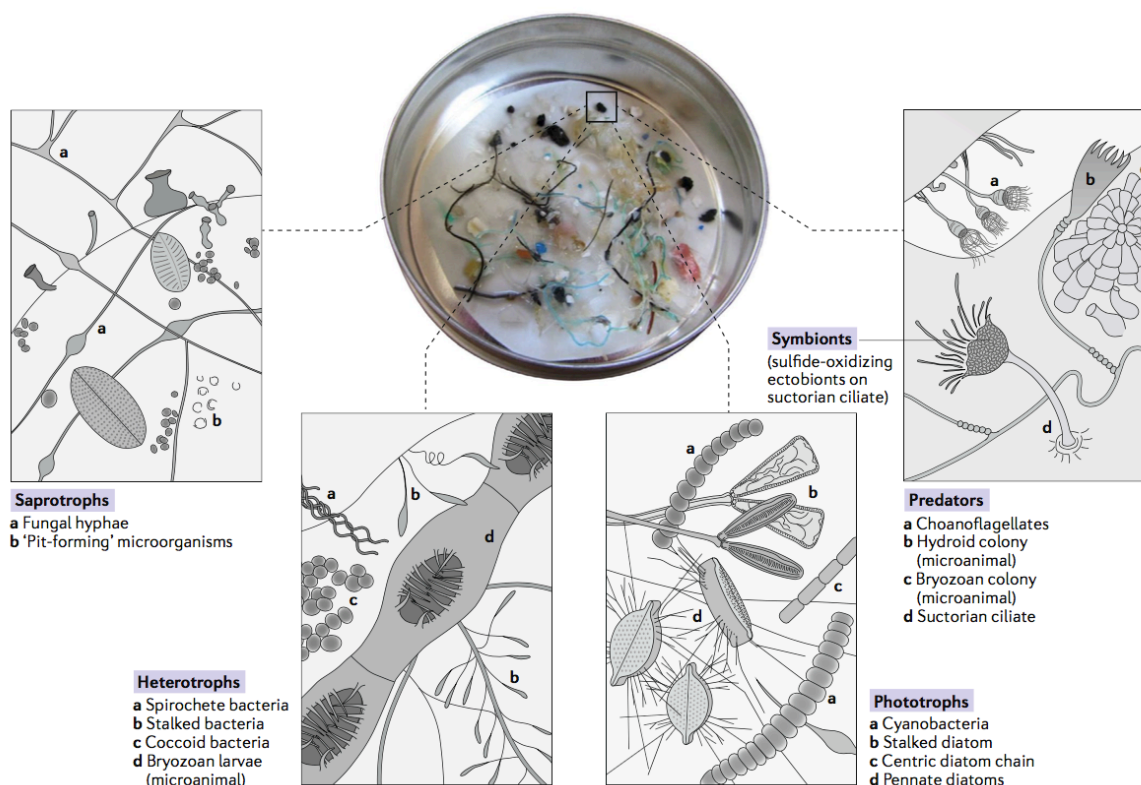 a
a
b
Saprotrophs
a Fungal hyphae
b ‘Pit-forming’ microorganisms
a
b
c
d
b
Heterotrophs
a Spirochete bacteria
b Stalked bacteria
c Coccoid bacteria
d Bryozoan larvae
(microanimal)
a
b
c
d
a
Phototrophs
a Cyanobacteria
b Stalked diatom
c Centric diatom chain
d Pennate diatoms
Symbionts
(sulfide-oxidizing
ectobionts on
suctorian ciliate)
a
b
d
Predators
a Choanoflagellates
b Hydroid colony
(microanimal)
c Bryozoan colony
(microanimal)
d Suctorian ciliate